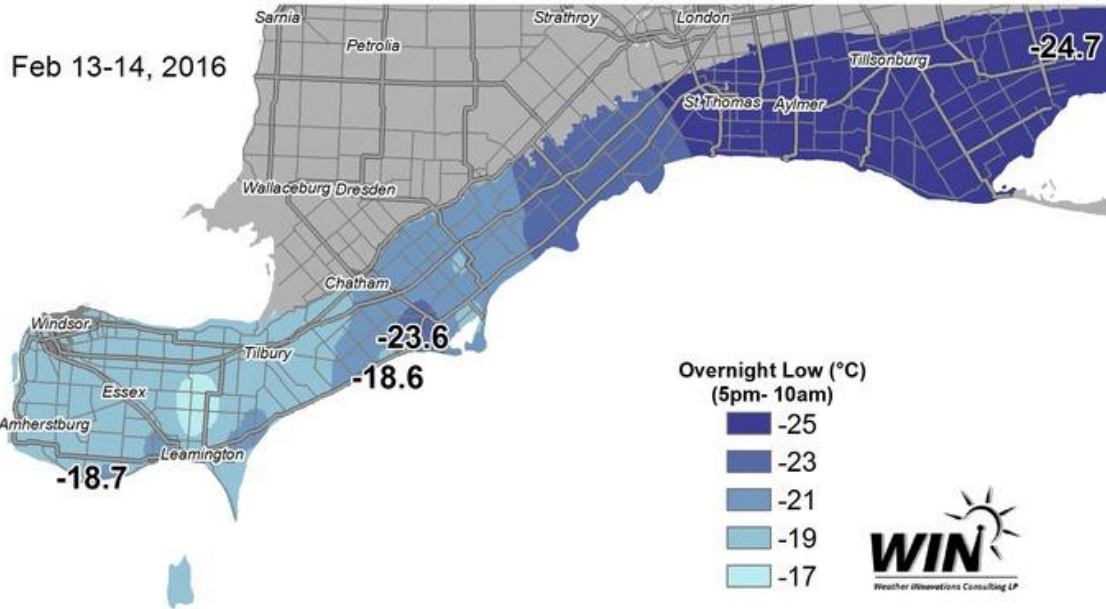 Sarnia
Strathroy
London
Petrolia
Feb 13-14, 2016
-24.7
Tillsonburg
St Thomas
Aylmer
Wallaceburg
Dresden
Chatham
Windsor
-23.6
Tilbury
-18.6
Essex
Amherstburg
Leamington
-18.7
Overnight Low (°C)
(5pm- 10am)
-25
-23
-21
-19
-17
WIN
Weather INnovations Consulting LP